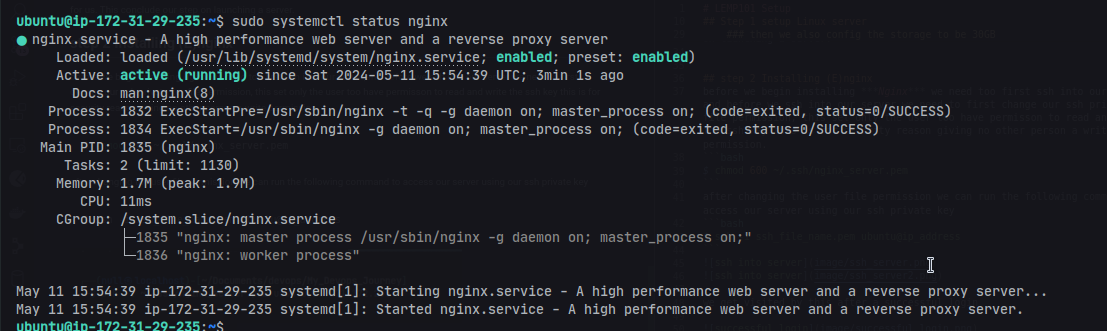 ubuntu@ip-172-31-29-235:~$ sudo systemctl status nginx
● nginx.service - A high performance web server and a reverse proxy server
Loaded: loaded (/usr/lib/systemd/system/nginx.service; enabled; preset: enabled)
Active: active (running) since Sat 2024-05-11 15:54:39 UTC; 3min 1s ago
Docs: man:nginx(8)
Process: 1832 ExecStartPre=/usr/sbin/nginx -t -q -g daemon on; master_process on; (code=exited, status=0/SUCCESS)
Process: 1834 ExecStart=/usr/sbin/nginx -g daemon on; master_process on; (code=exited, status=0/SUCCESS)
Main PID: 1835 (nginx)
Tasks: 2 (limit: 1130)
Memory: 1.7M (peak: 1.9M)
CPU: 11ms
CGroup: /system.slice/nginx.service
├─1835 "nginx: master process /usr/sbin/nginx -g daemon on; master_process on;"
└─1836 "nginx: worker process"
May 11 15:54:39 ip-172-31-29-235 systemd[1]: Starting nginx.service - A high performance web server and a reverse proxy server...
May 11 15:54:39 ip-172-31-29-235 systemd[1]: Started nginx.service - A high performance web server and a reverse proxy server.
ubuntu@ip-172-31-29-235:~$